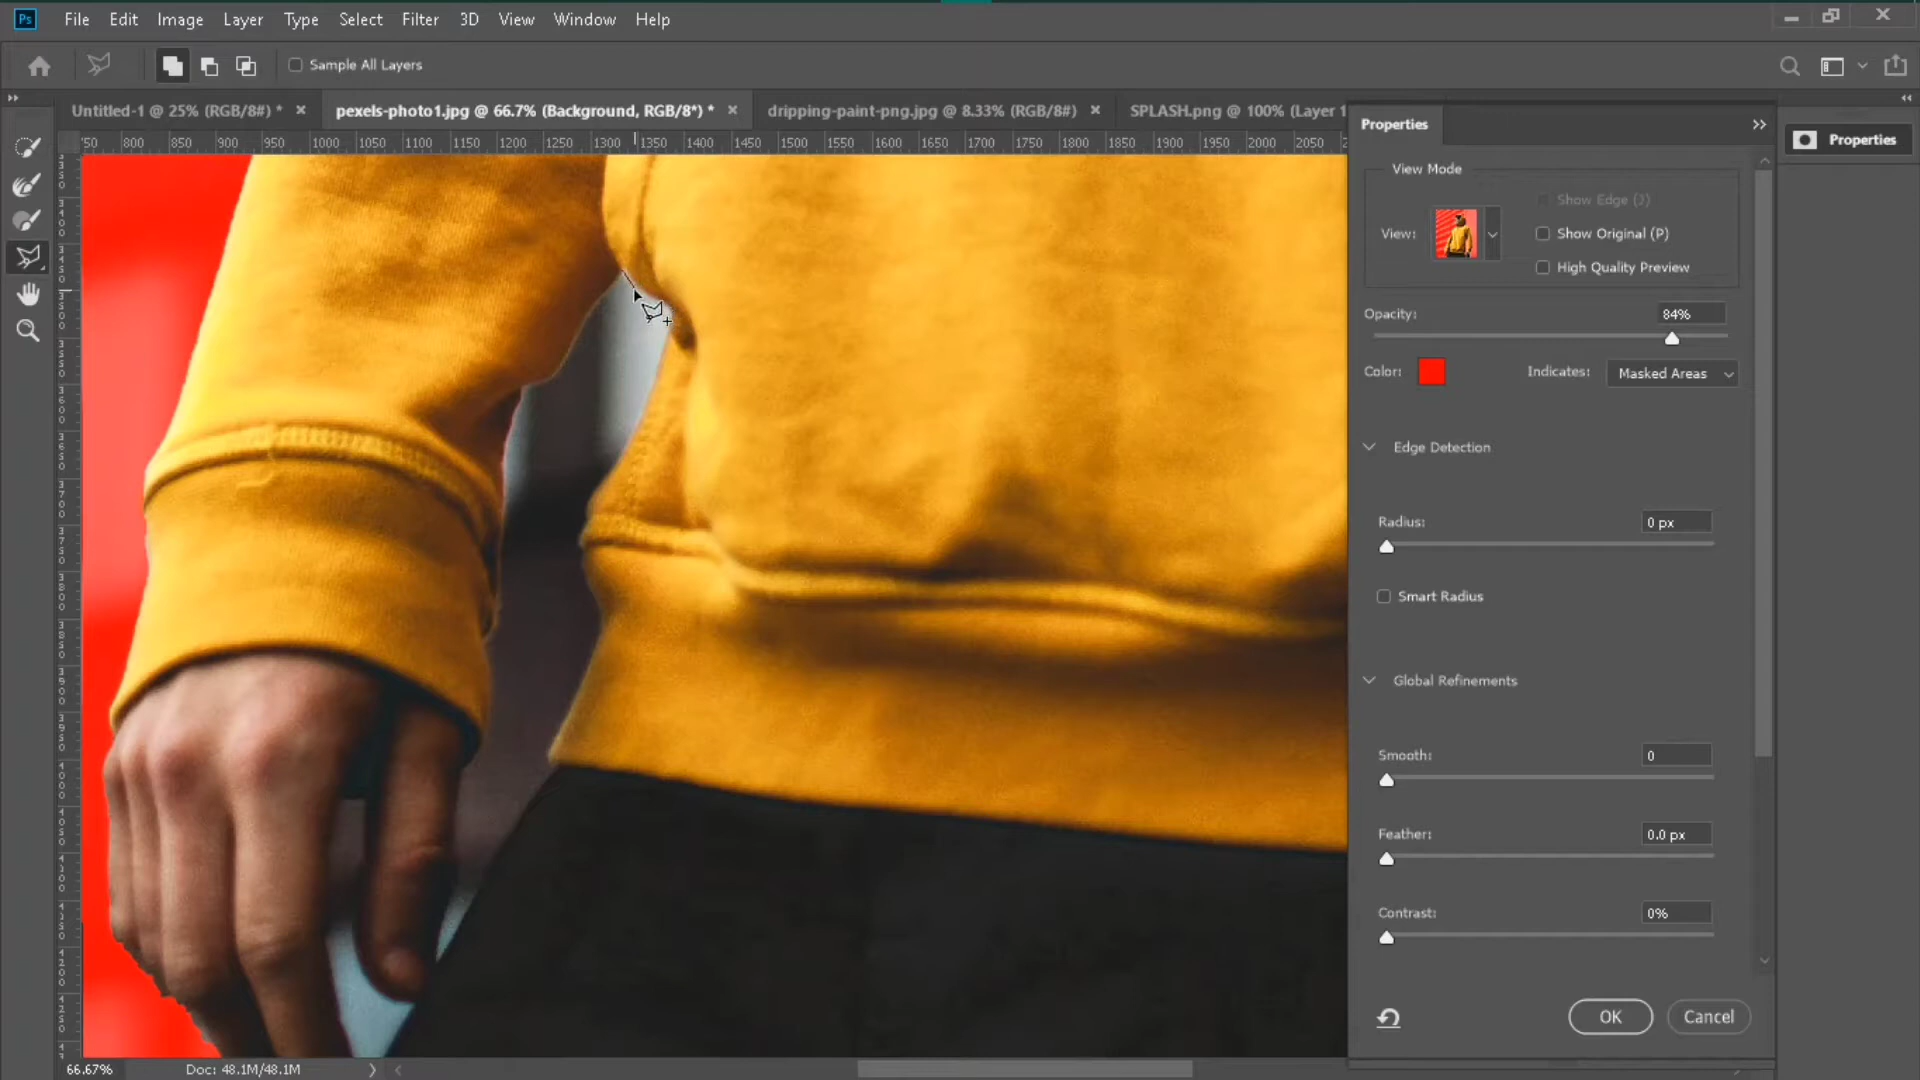 Ps File Edit Image Layer Type Select Filter 3D View Window Help
Sample All Layers
Untitled-1 @ 25% (RGB/8#) * × pexels-photo1.jpg @ 66.7% (Background, RGB/8*) * × dripping-paint-png.jpg @ 8.33% (RGB/8#) × SPLASH.png @ 100% (Layer 1
Properties
Properties
50 800 850 900 950 1000 1050 1100 1150 1200 1250 1300 1350 1400 1450 1500 1550 1600 1650 1700 1750 1800 1850 1900 1950 2000 2050 2
View Mode
Show Edge (J)
View:
Show Original (P)
High Quality Preview
Opacity: 84%
Color:
Indicates: Masked Areas
Edge Detection
Radius: 0 px
Smart Radius
Global Refinements
Smooth: 0
Feather: 0.0 px
Contrast: 0%
OK Cancel
66.67% Doc: 48.1M/48.1M